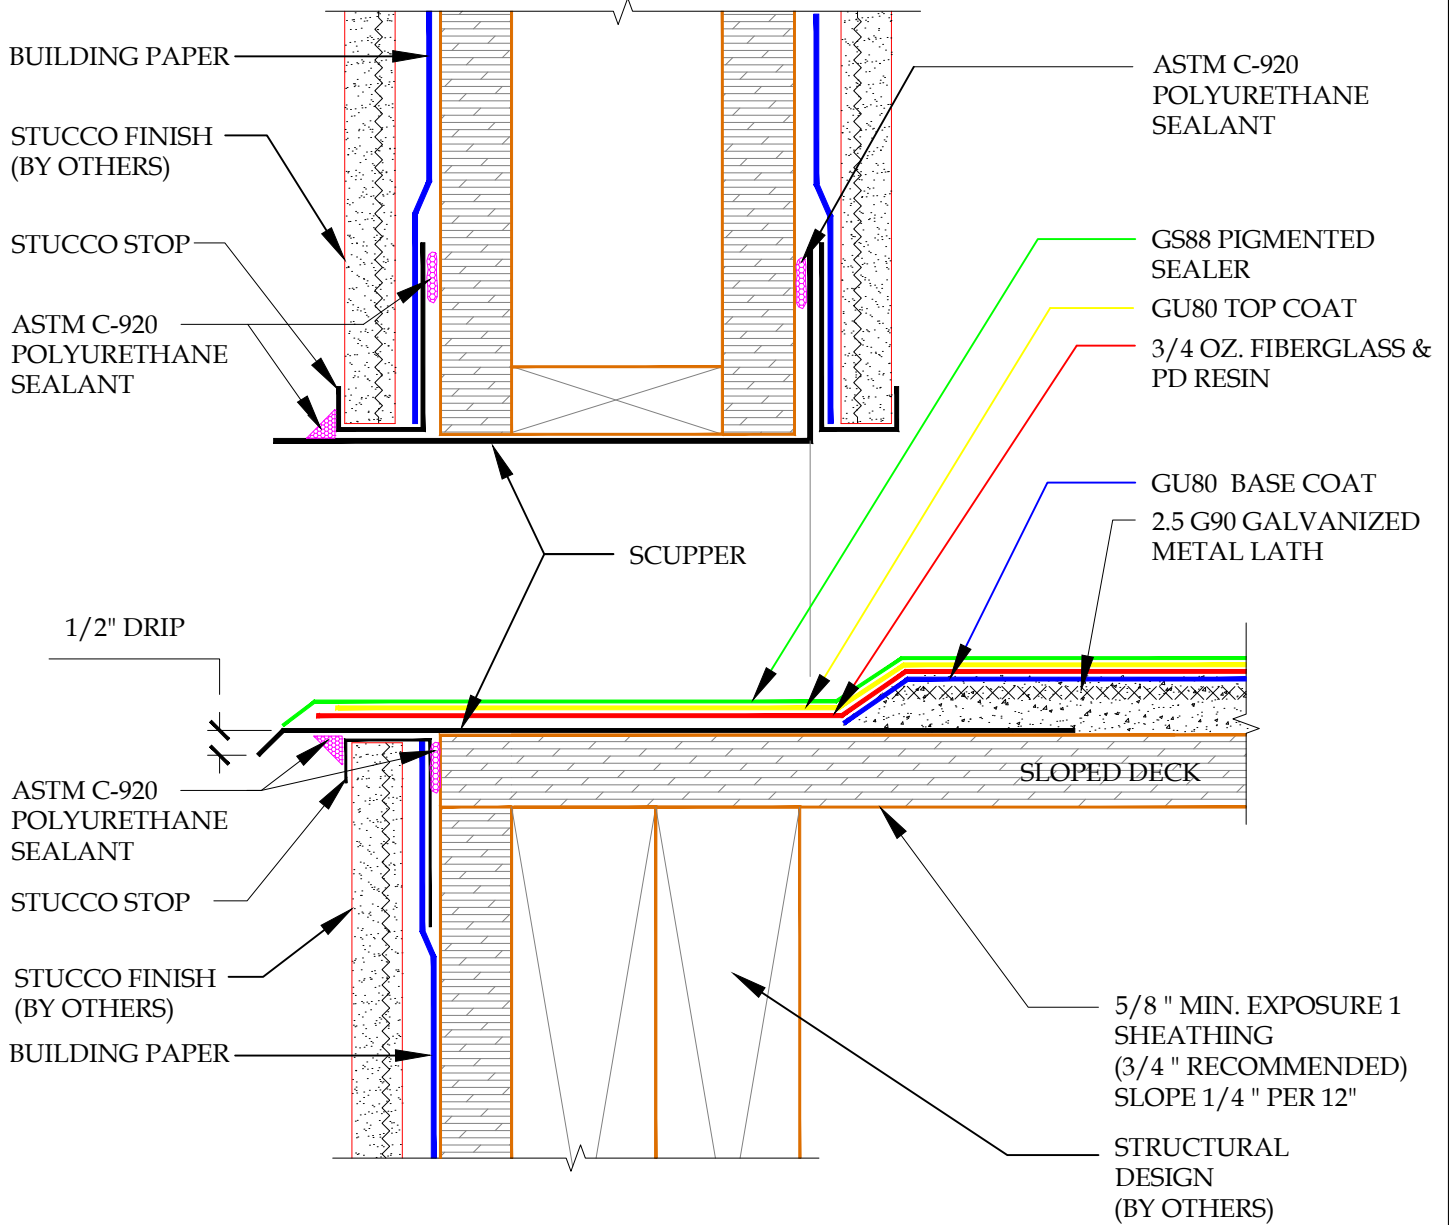 BUILDING PAPER
STUCCO FINISH
(BY OTHERS)
STUCCO STOP
ASTM C-920
POLYURETHANE
SEALANT
ASTM C-920
POLYURETHANE
SEALANT
GS88 PIGMENTED
SEALER
GU80 TOP COAT
3/4 OZ. FIBERGLASS &
PD RESIN
GU80 BASE COAT
2.5 G90 GALVANIZED
METAL LATH
SCUPPER
1/2" DRIP
SLOPED DECK
ASTM C-920
POLYURETHANE
SEALANT
STUCCO STOP
STUCCO FINISH
(BY OTHERS)
BUILDING PAPER
5/8 " MIN. EXPOSURE 1
SHEATHING
(3/4 " RECOMMENDED)
SLOPE 1/4 " PER 12"
STRUCTURAL
DESIGN
(BY OTHERS)